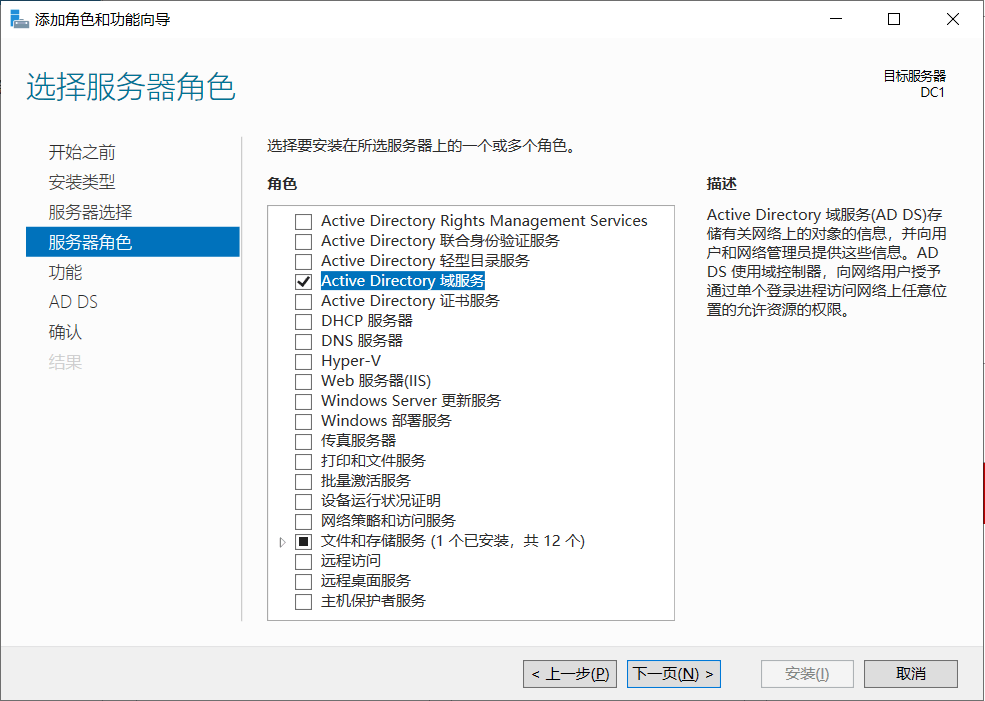 添加角色和功能向导
选择服务器角色
目标服务器
DC1
开始之前
安装类型
服务器选择
服务器角色
功能
AD DS
确认
结果
选择要安装在所选服务器上的一个或多个角色。
角色
Active Directory Rights Management Services
Active Directory 联合身份验证服务
Active Directory 轻型目录服务
Active Directory 域服务
Active Directory 证书服务
DHCP 服务器
DNS 服务器
Hyper-V
Web 服务器(IIS)
Windows Server 更新服务
Windows 部署服务
传真服务器
打印和文件服务
批量激活服务
设备运行状况证明
网络策略和访问服务
文件和存储服务 (1 个已安装，共 12 个)
远程访问
远程桌面服务
主机保护者服务
描述
Active Directory 域服务(AD DS)存
储有关网络上的对象的信息，并向用
户和网络管理员提供这些信息。AD
DS 使用域控制器，向网络用户授予
通过单个登录进程访问网络上任意位
置的允许资源的权限。
< 上一步(P)
下一页(N) >
安装(I)
取消